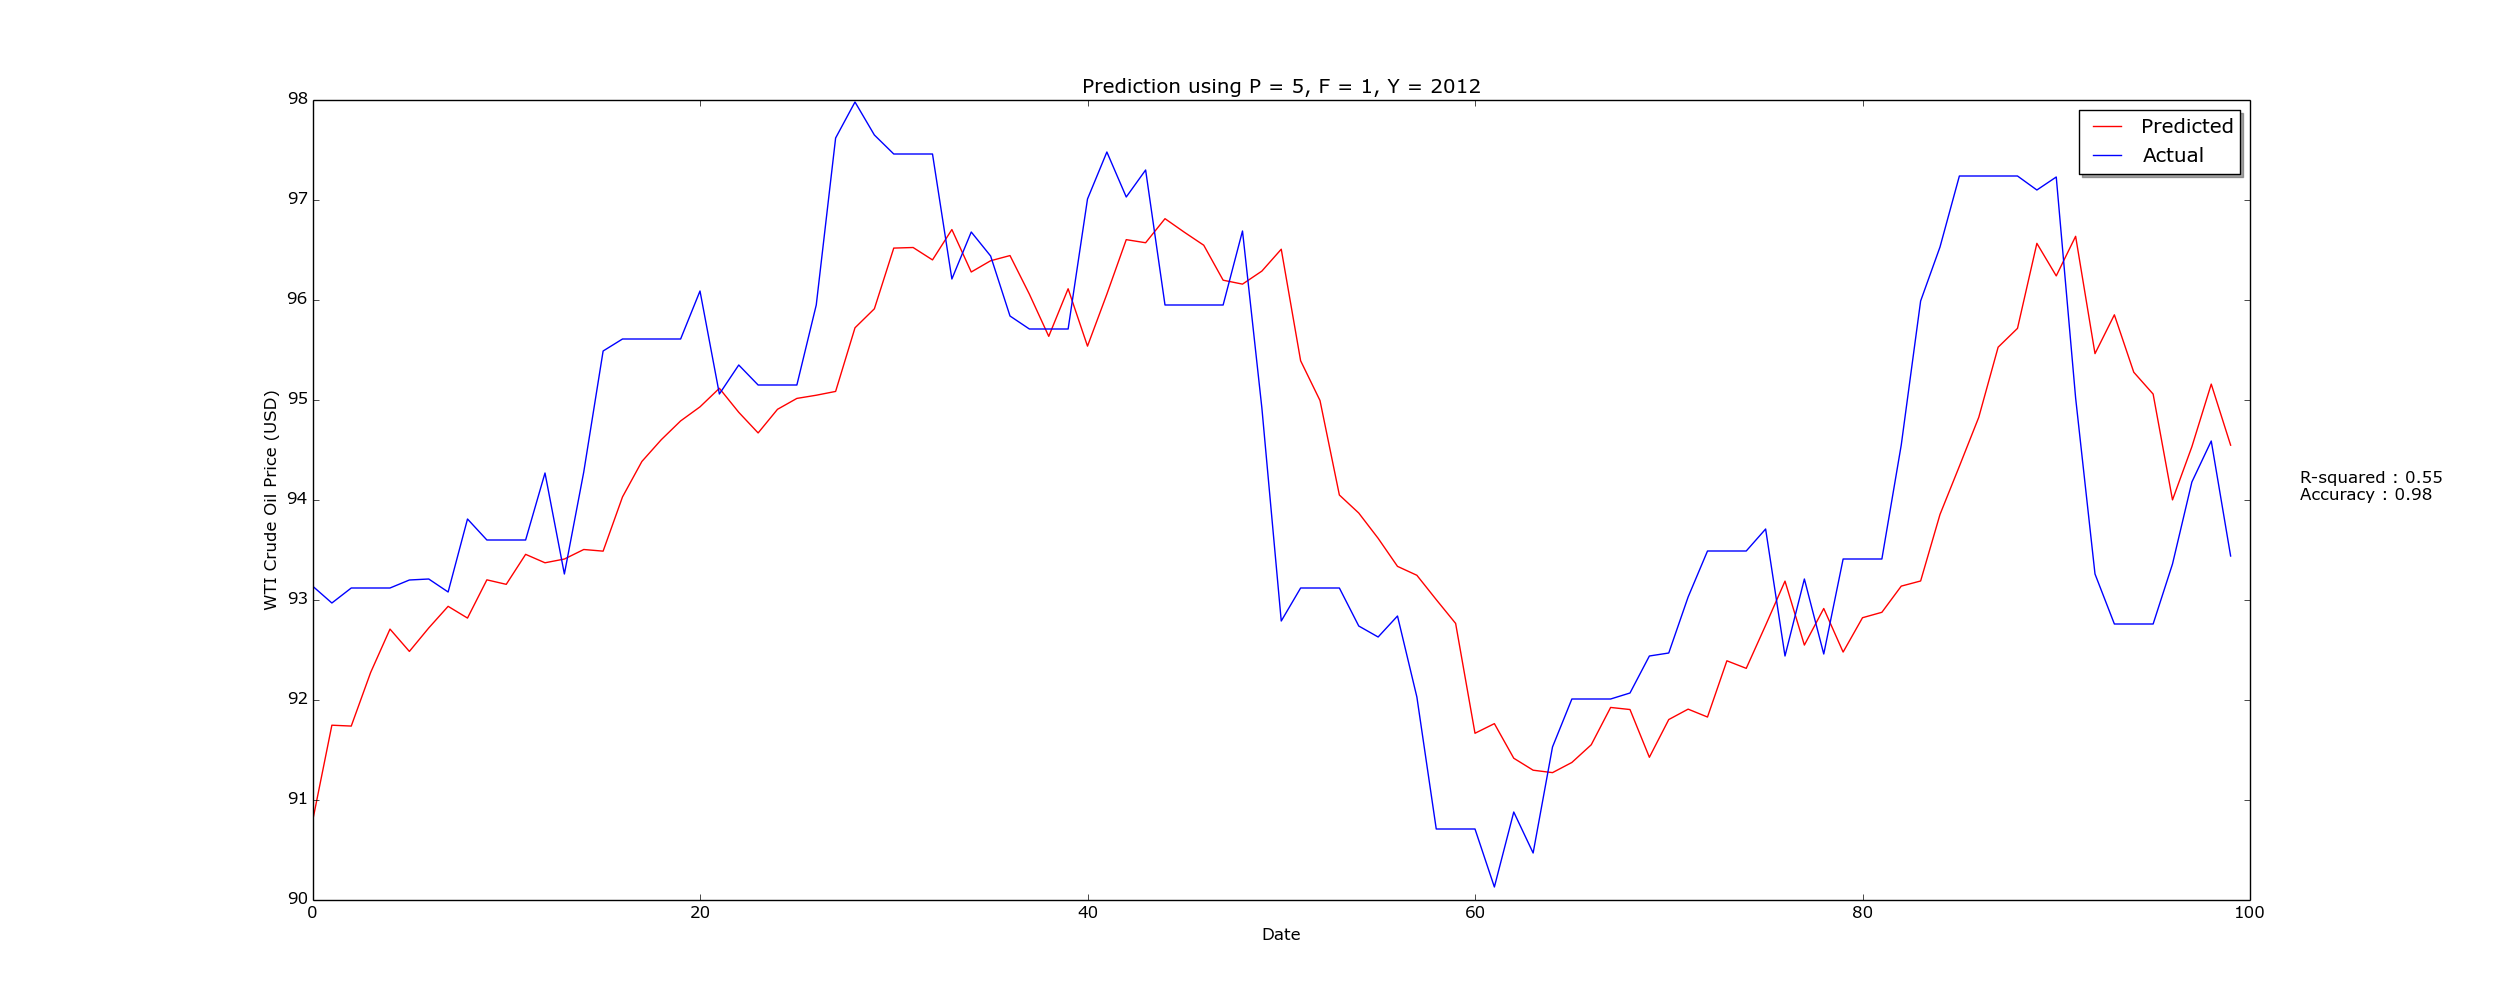 Prediction using P = 5, F = 1, Y = 2012
98
97
96
95
94
93
92
91
90
WTI Crude Oil Price (USD)
0
20
40
60
80
100
Date
Predicted
Actual
R-squared : 0.55
Accuracy : 0.98